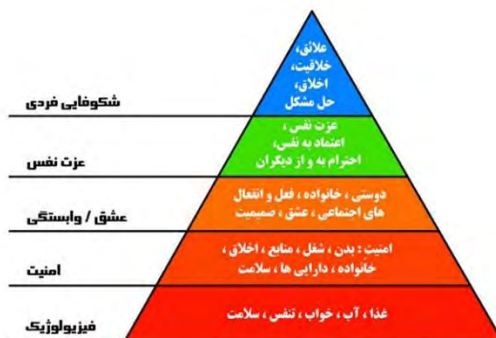 علائق،
خلاقیت،
اخلاق،
حل مشکل
شکوفایی فردی
عزت نفس ،
اعتماد به نفس،
احترام به و از دیگران
عزت نفس
دوستی ، خانواده ، فعل و انفعال
های اجتماعی ، عشق ، صمیمیت
عشق / وابستگی
امنیت : بدن ، شغل ، منابع ، اخلاق ،
خانواده ، دارایی ها ، سلامت
امنیت
غذا ، آب ، خواب ، تنفس ، سلامت
فیزیولوژیک